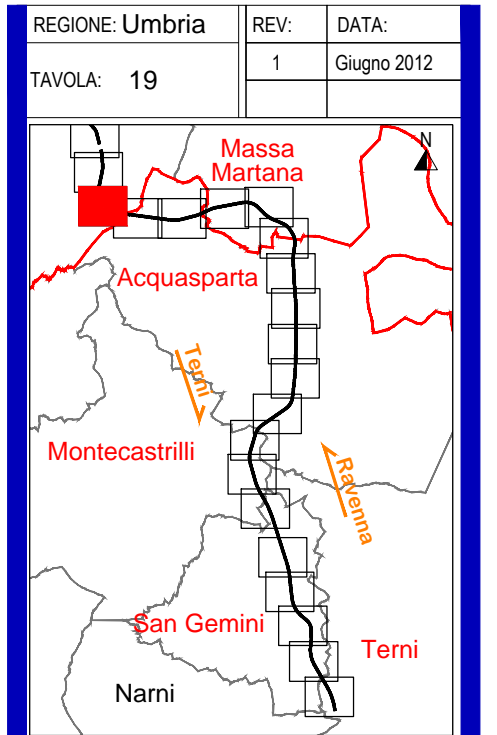 REGIONE: Umbria
REV:
DATA:
TAVOLA: 19
1
Giugno 2012
N
Massa
Martana
Acquasparta
Terni
Montecastrilli
Ravenna
San Gemini
Terni
Narni